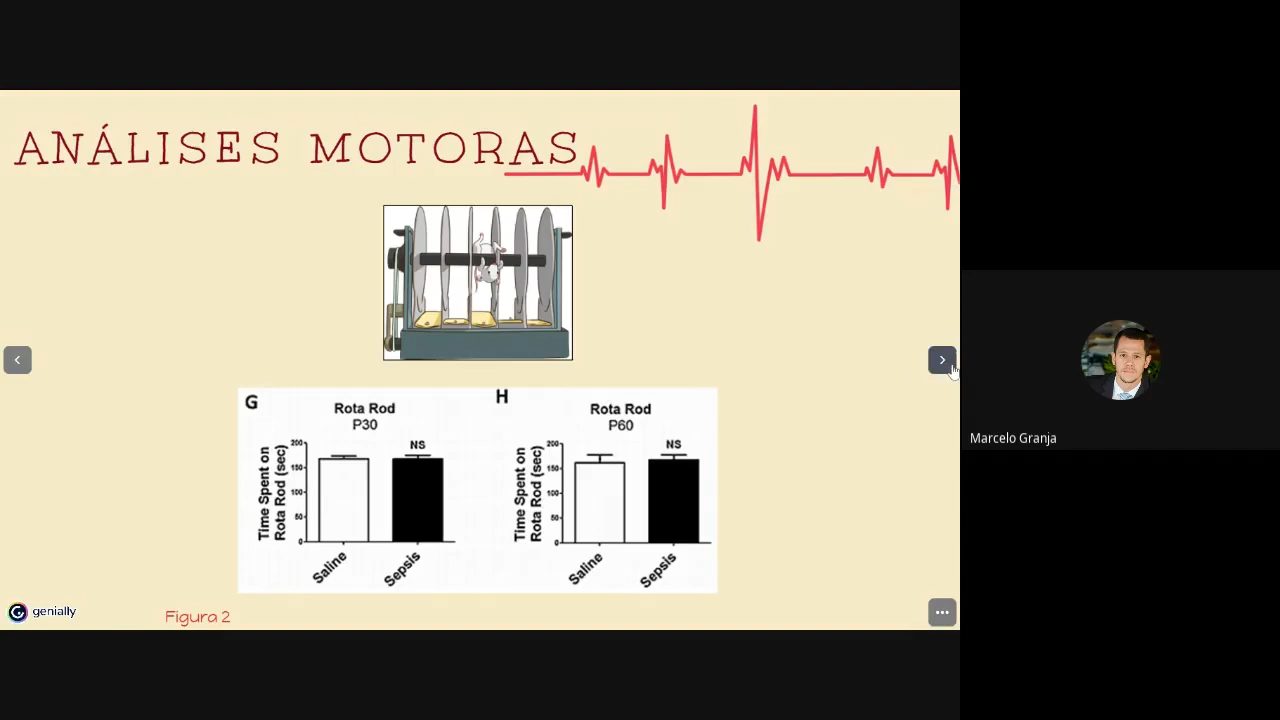 ANÁLISES MOTORAS
G
Rota Rod
P30
NS
Time Spent on
Rota Rod (sec)
200
150
100
50
0
Saline
Sepsis
H
Rota Rod
P60
NS
Time Spent on
Rota Rod (sec)
200
150
100
50
0
Saline
Sepsis
Marcelo Granja
genially
Figura 2